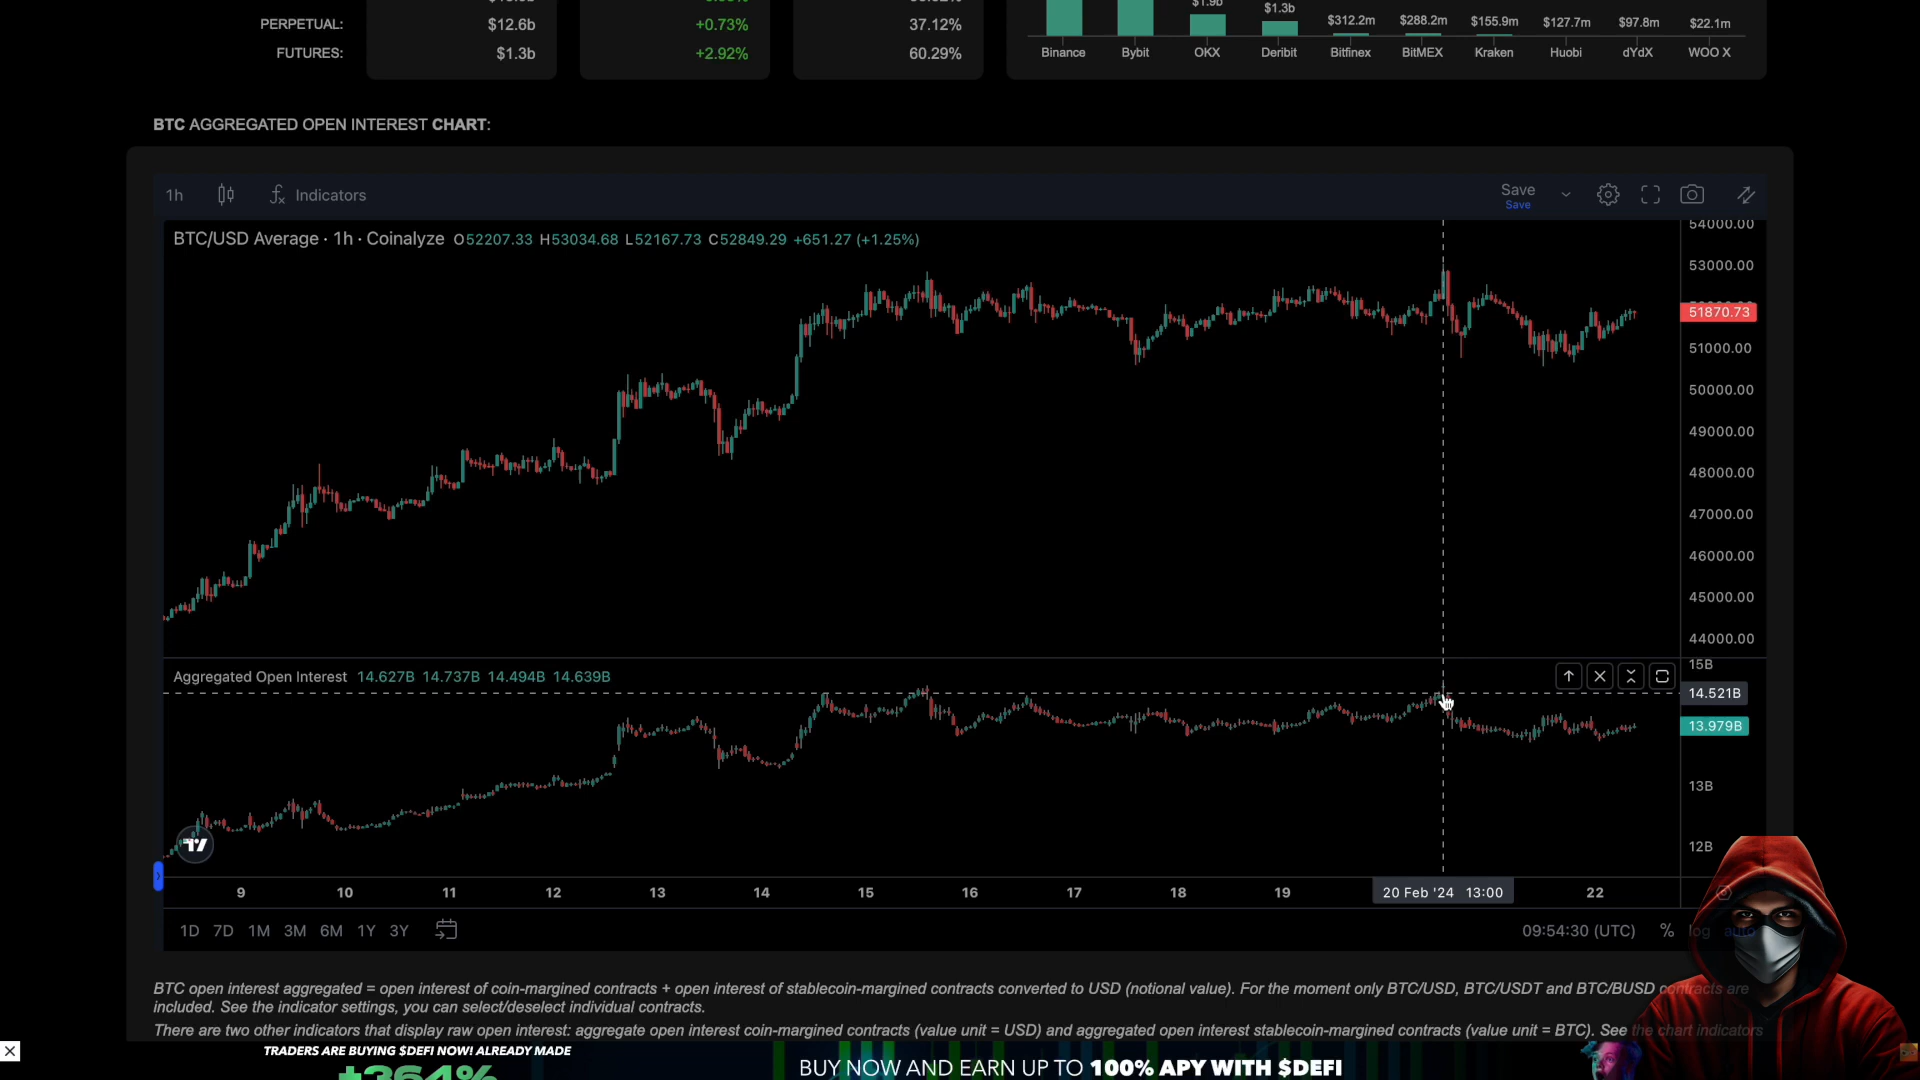 PERPETUAL: $12.6b +0.73% 37.12%
FUTURES: $1.3b +2.92% 60.29%
$1.9b $1.3b $312.2m $288.2m $155.9m $127.7m $97.8m $22.1m
Binance Bybit OKX Deribit Bitfinex BitMEX Kraken Huobi dYdX WOO X
BTC AGGREGATED OPEN INTEREST CHART:
1h Indicators Save
Save
BTC/USD Average · 1h · Coinalyze O52207.33 H53034.68 L52167.73 C52849.29 +651.27 (+1.25%)
54000.00
53000.00
51870.73
51000.00
50000.00
49000.00
48000.00
47000.00
46000.00
45000.00
44000.00
Aggregated Open Interest 14.627B 14.737B 14.494B 14.639B
15B
14.521B
13.979B
13B
12B
9 10 11 12 13 14 15 16 17 18 19 20 Feb '24 13:00 22
1D 7D 1M 3M 6M 1Y 3Y 09:54:30 (UTC) % log auto
BTC open interest aggregated = open interest of coin-margined contracts + open interest of stablecoin-margined contracts converted to USD (notional value). For the moment only BTC/USD, BTC/USDT and BTC/BUSD contracts are
included. See the indicator settings, you can select/deselect individual contracts.
There are two other indicators that display raw open interest: aggregate open interest coin-margined contracts (value unit = USD) and aggregated open interest stablecoin-margined contracts (value unit = BTC). See the chart indicators
TRADERS ARE BUYING $DEFI NOW! ALREADY MADE
+364%
BUY NOW AND EARN UP TO 100% APY WITH $DEFI